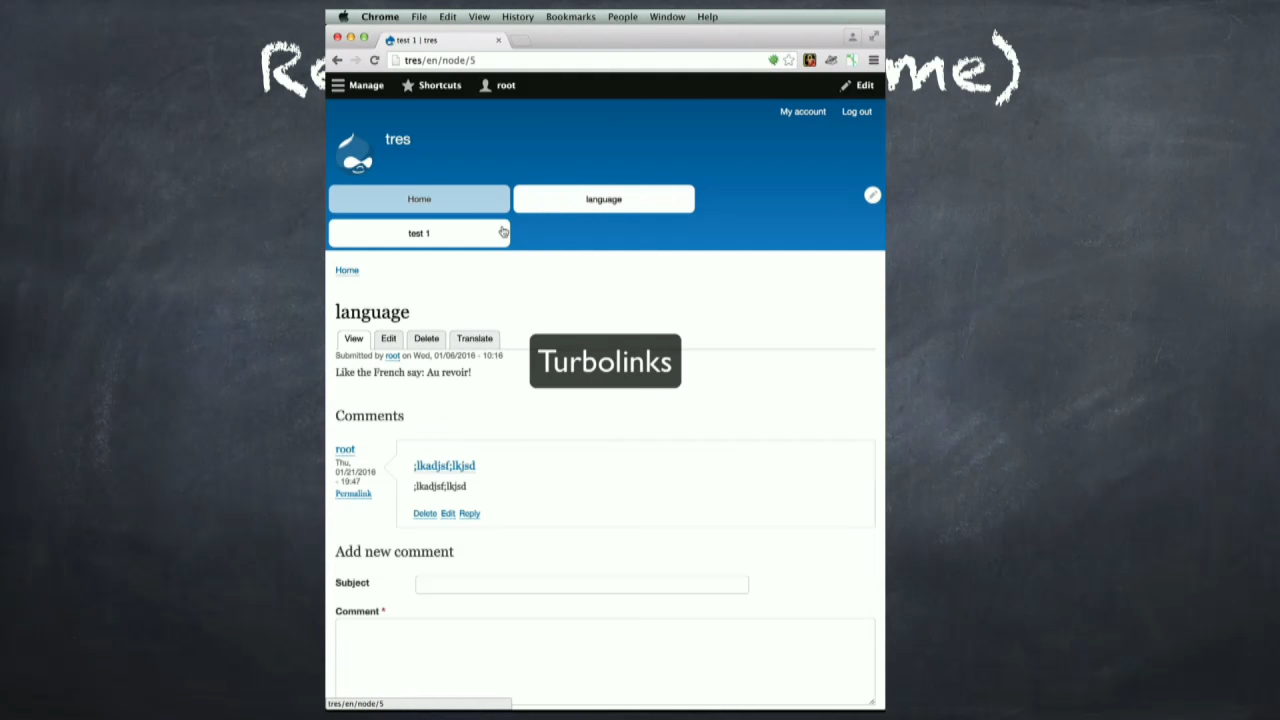 Chrome File Edit View History Bookmarks People Window Help
test 1 | tres
tres/en/node/5
Re me)
Manage Shortcuts root Edit
My account Log out
tres
Home language
test 1
Home
language
View Edit Delete Translate
Submitted by root on Wed, 01/06/2016 - 10:16
Turbolinks
Like the French say: Au revoir!
Comments
root
Thu,
01/21/2016
- 19:47
Permalink
;lkadjsf;lkjsd
;lkadjsf;lkjsd
Delete Edit Reply
Add new comment
Subject
Comment *
tres/en/node/5